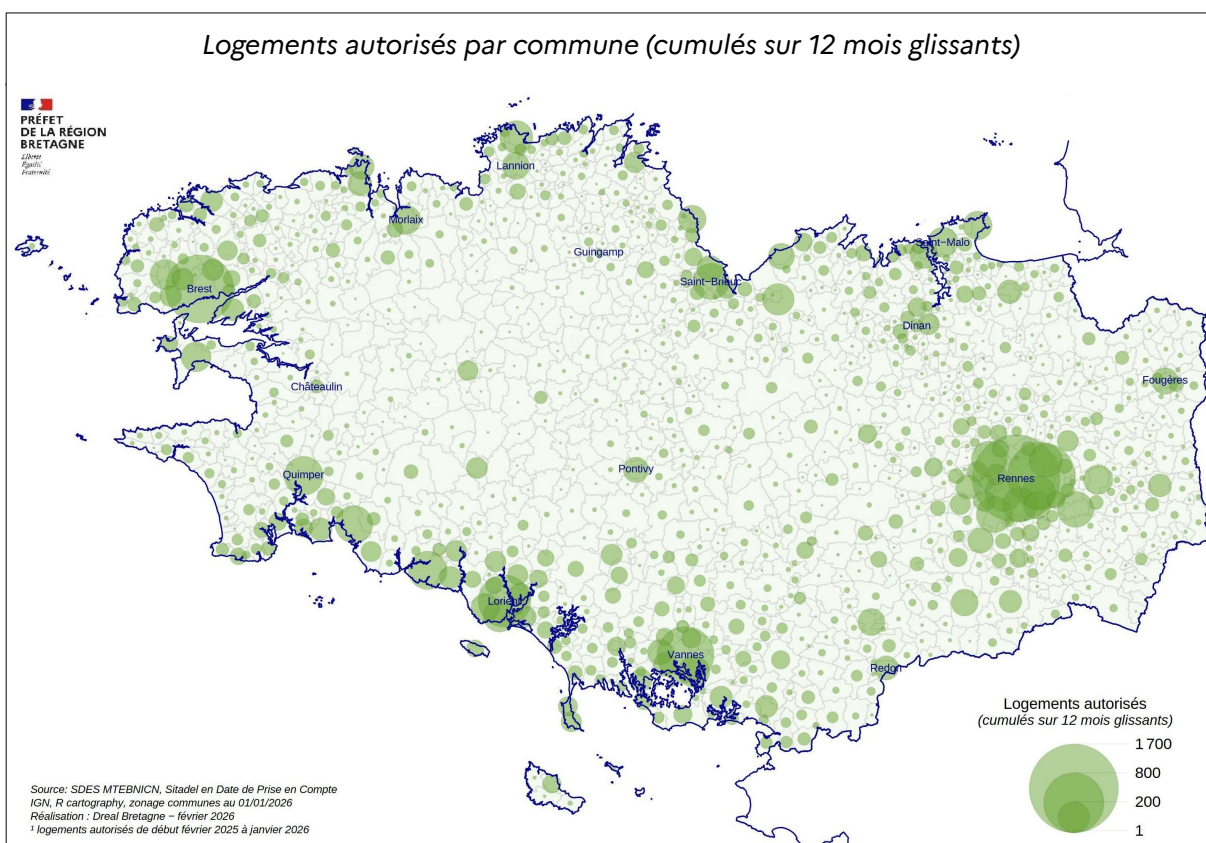 Logements autorisés par commune (cumulés sur 12 mois glissants)
PRÉFET
DE LA RÉGION
BRETAGNE
Liberté
Égalité
Fraternité
Lannion
Morlaix
Guingamp
Saint−Malo
Saint−Brieuc
Brest
Dinan
Châteaulin
Fougères
Quimper
Pontivy
Rennes
Lorient
Vannes
Redon
Logements autorisés
(cumulés sur 12 mois glissants)
1 700
800
200
1
Source: SDES MTEBNICN, Sitadel en Date de Prise en Compte
IGN, R cartography, zonage communes au 01/01/2026
Réalisation : Dreal Bretagne − février 2026
¹ logements autorisés de début février 2025 à janvier 2026